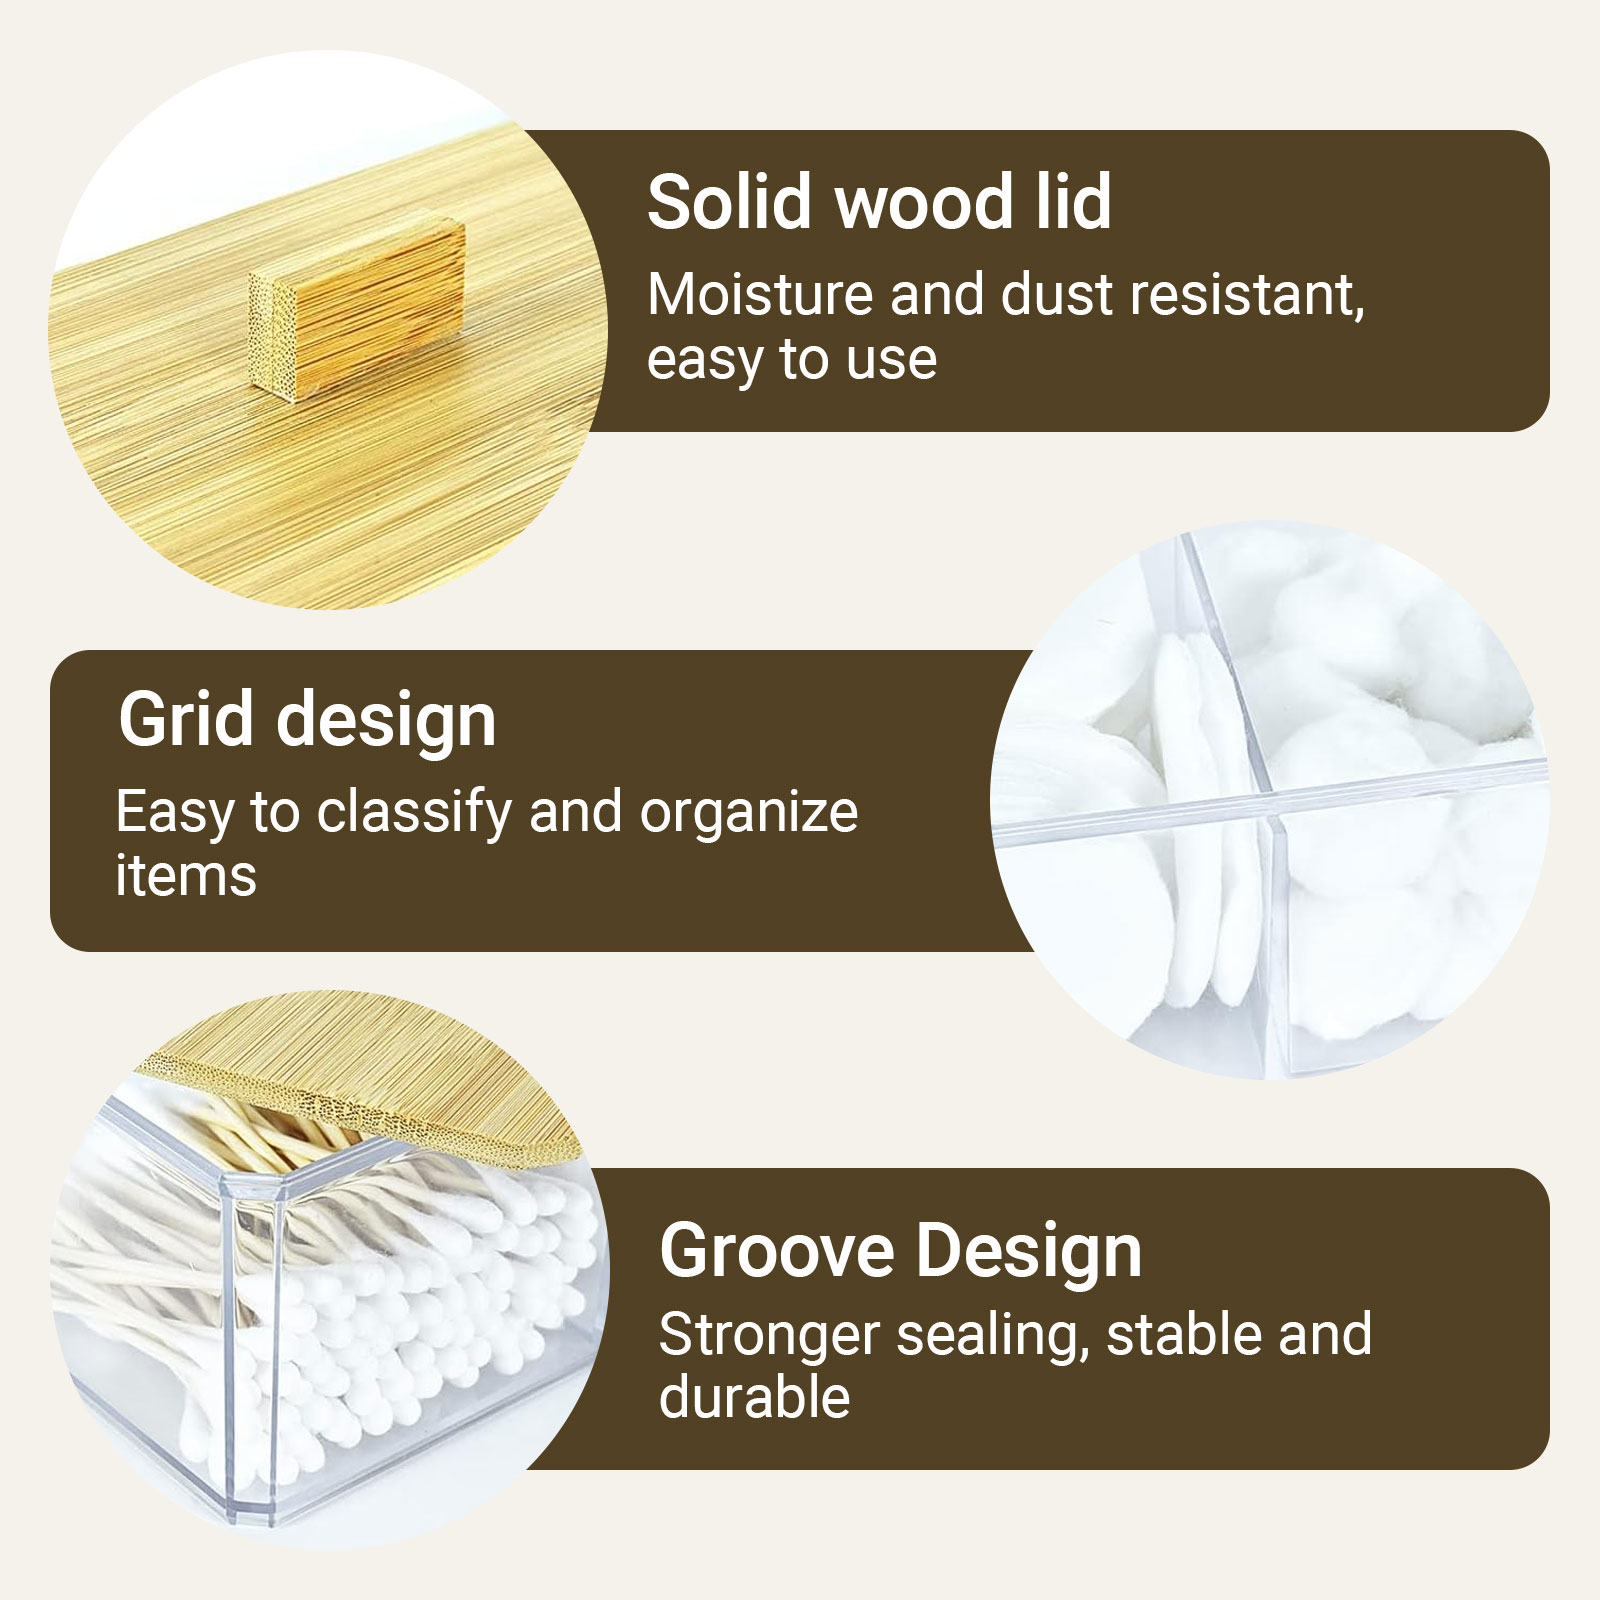 Solid wood lid
Moisture and dust resistant,
easy to use
Grid design
Easy to classify and organize
items
Groove Design
Stronger sealing, stable and
durable